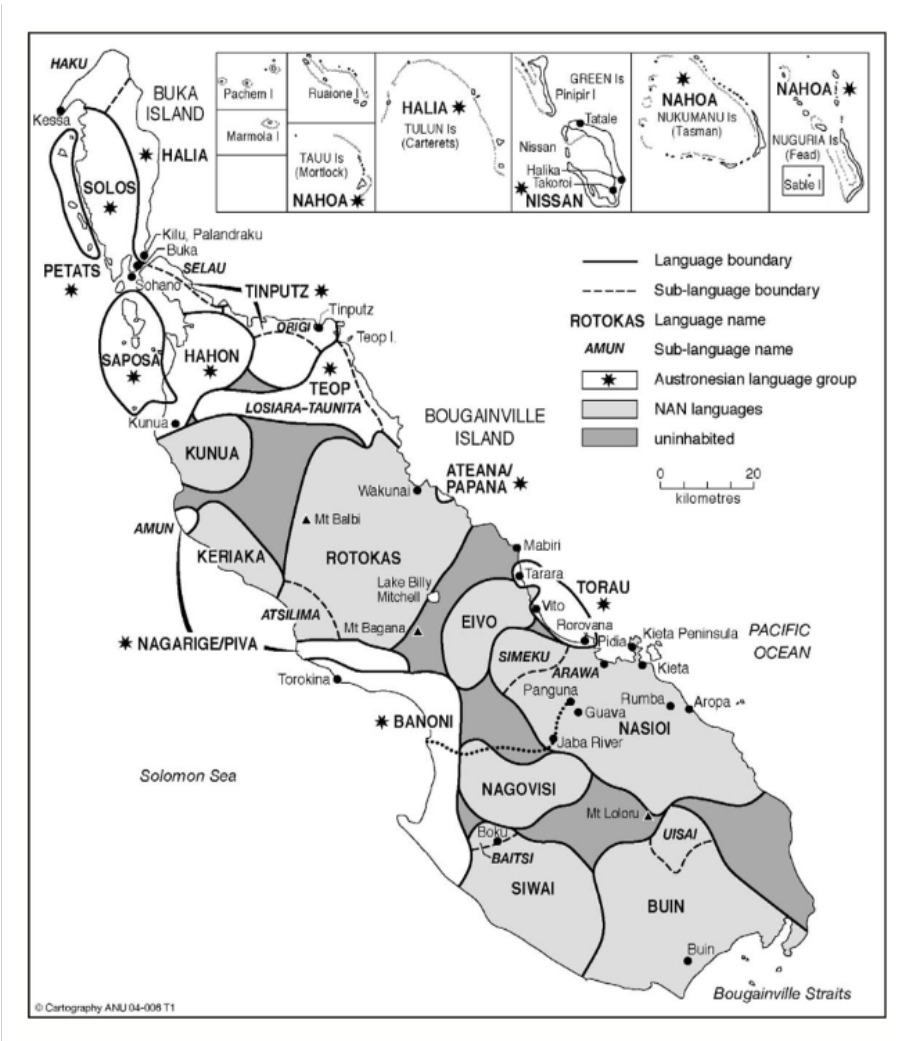 HAKU
BUKA
ISLAND
Kessa
HALIA
SOLOS
PETATS
Kilu, Palandraku
Buka
SELAU
Sohano
Pachem I
Marmola I
Ruaione I
TAUU Is
(Mortlock)
NAHOA
HALIA
TULUN Is
(Carterets)
GREEN Is
Pinipir I
Tatale
Nissan
Halika
Takoroi
NISSAN
NAHOA
NUKUMANU Is
(Tasman)
NAHOA
NUGURIA Is
(Fead)
Sable I
TINPUTZ
Tinputz
ORIGI
Teop I.
SAPOSA
HAHON
TEOP
LOSIARA–TAUNITA
Kunua
KUNUA
BOUGAINVILLE
ISLAND
Language boundary
Sub-language boundary
ROTOKAS Language name
AMUN Sub-language name
Austronesian language group
NAN languages
uninhabited
0 20
kilometres
ATEANA/
PAPANA
Wakunai
AMUN
Mt Balbi
KERIAKA
ROTOKAS
Mabiri
Tarara
TORAU
Lake Billy
Mitchell
ATSILIMA
Mt Bagana
EIVO
Vito
Rorovana
Pidia
Kieta Peninsula
PACIFIC
OCEAN
NAGARIGE/PIVA
SIMEKU
ARAWA
Kieta
Torokina
Panguna
Rumba
Aropa
Guava
NASIOI
BANONI
Jaba River
Solomon Sea
NAGOVISI
Mt Loloru
UISAI
Boku
BAITSI
SIWAI
BUIN
Buin
Bougainville Straits
© Cartography ANU 04-008 T1